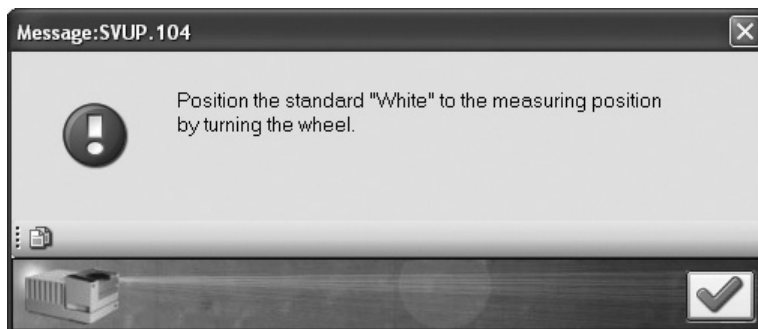 Message:SVUP.104
Position the standard "White" to the measuring position
by turning the wheel.